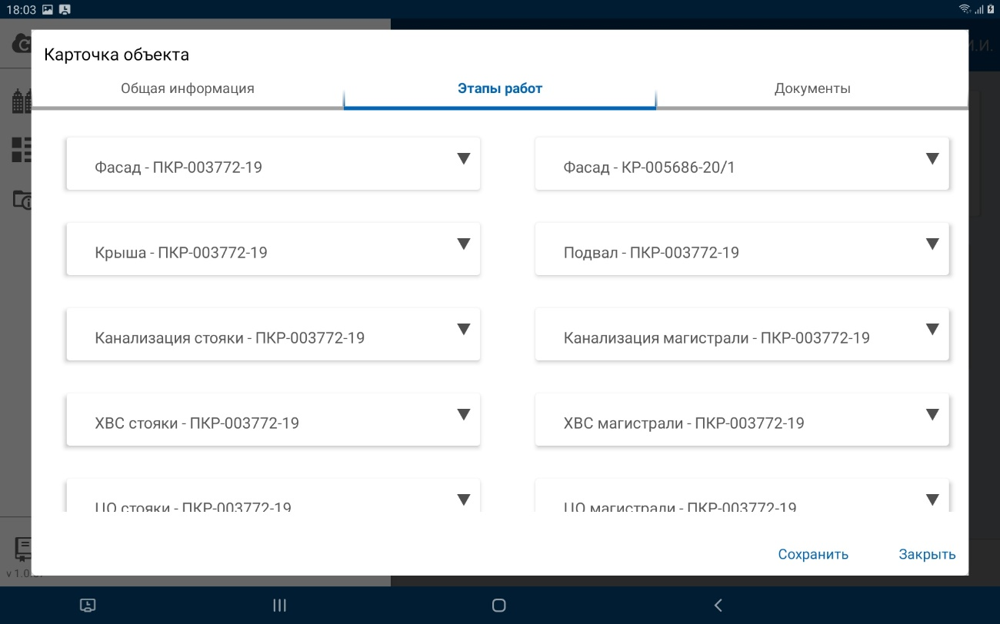 18:03
И.И.
Карточка объекта
Общая информация
Этапы работ
Документы
Фасад - ПКР-003772-19
Фасад - КР-005686-20/1
Крыша - ПКР-003772-19
Подвал - ПКР-003772-19
Канализация стояки - ПКР-003772-19
Канализация магистрали - ПКР-003772-19
ХВС стояки - ПКР-003772-19
ХВС магистрали - ПКР-003772-19
ЦО стояки - ПКР-003772-19
ЦО магистрали - ПКР-003772-19
Сохранить
Закрыть
v 1.0.